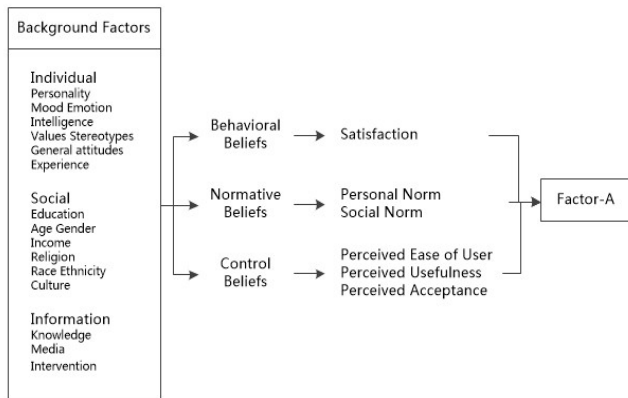 Background Factors
Individual
Personality
Mood Emotion
Intelligence
Values Stereotypes
General attitudes
Experience
Social
Education
Age Gender
Income
Religion
Race Ethnicity
Culture
Information
Knowledge
Media
Intervention
Behavioral
Beliefs
Satisfaction
Normative
Beliefs
Personal Norm
Social Norm
Control
Beliefs
Perceived Ease of User
Perceived Usefulness
Perceived Acceptance
Factor-A